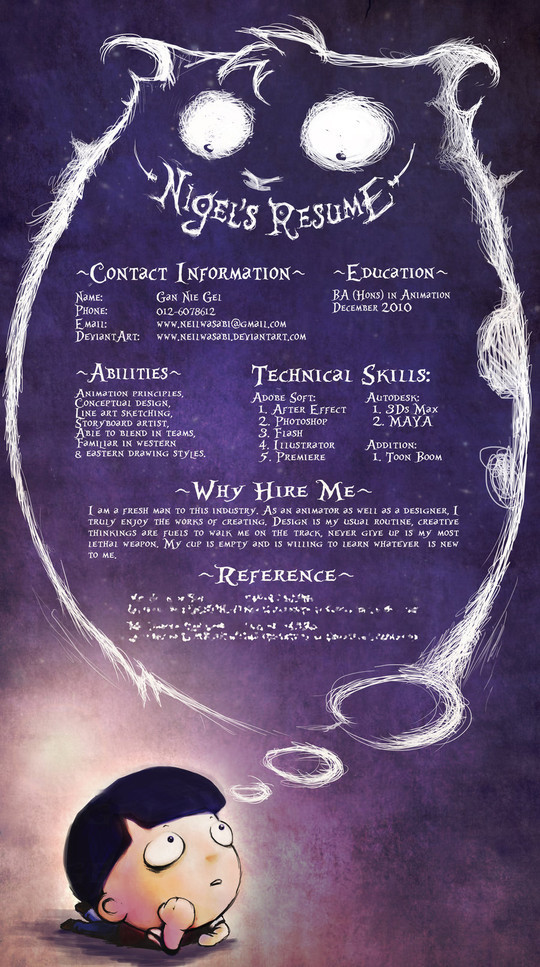 Nigel's Resume
~Contact Information~
Name: Gan Nie Gei
Phone: 012-6078612
Email: www.neilwasabi@gmail.com
DeviantArt: www.neilwasabi.deviantart.com
~Education~
BA (Hons) in Animation
December 2010
~Abilities~
Animation principles,
Conceptual design,
Line art sketching,
Storyboard artist,
Able to blend in teams,
Familiar in western
& eastern drawing styles.
Technical Skills:
Adobe Soft:
1. After Effect
2. Photoshop
3. Flash
4. Illustrator
5. Premiere
Autodesk:
1. 3Ds Max
2. MAYA
Addition:
1. Toon Boom
~Why Hire Me~
I am a fresh man to this industry. As an animator as well as a designer, I
truly enjoy the works of creating. Design is my usual routine, creative
thinkings are fuels to walk me on the track, never give up is my most
lethal weapon. My cup is empty and is willing to learn whatever is new
to me.
~Reference~